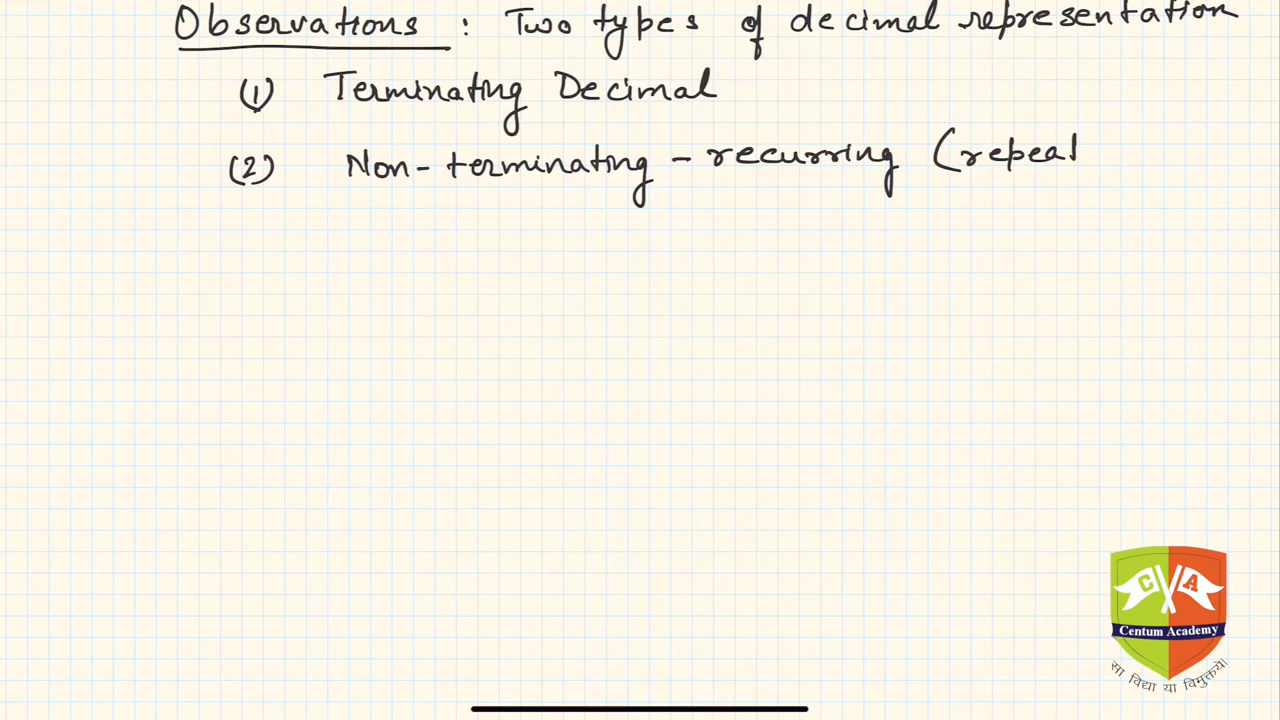 Observations : Two types of decimal representation
(1) Terminating Decimal
(2) Non-terminating - recurring (repeat
C A
Centum Academy
सा विद्या या विमुक्तये।